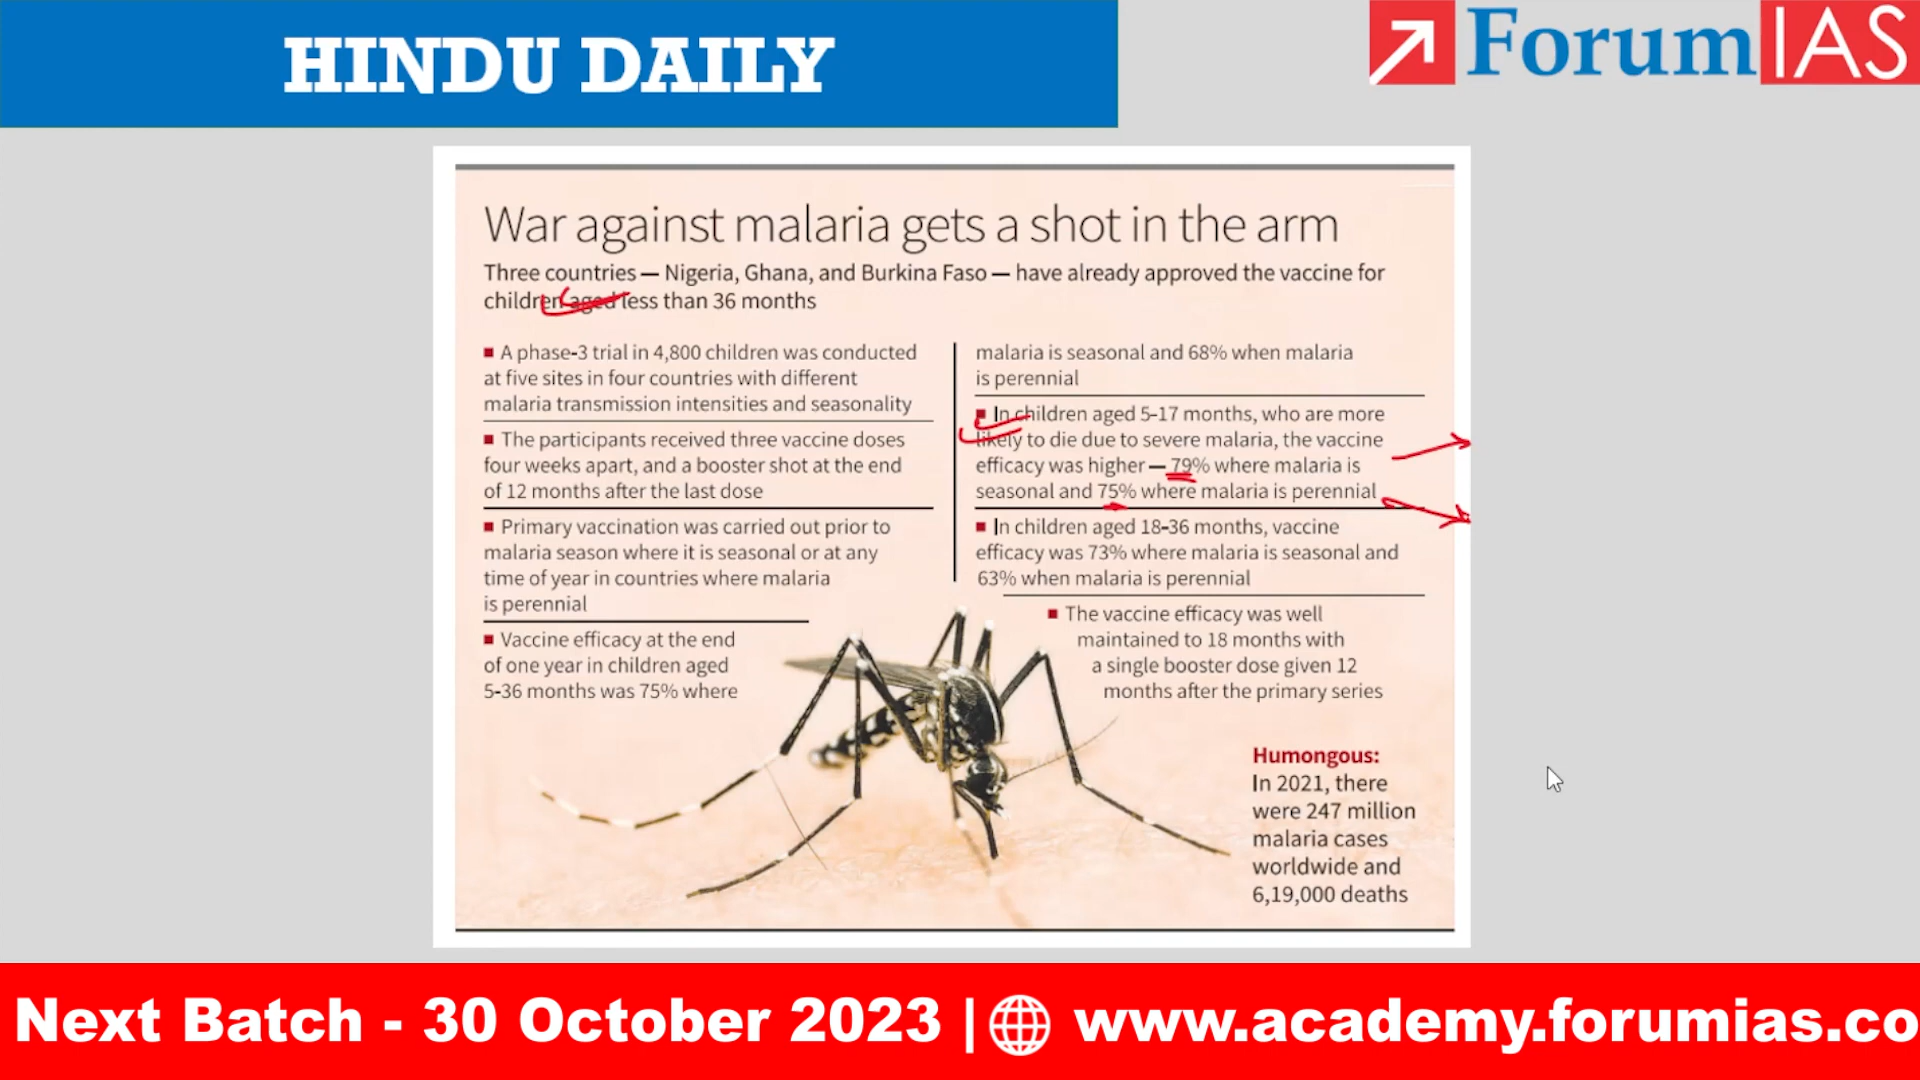 HINDU DAILY
ForumIAS
War against malaria gets a shot in the arm
Three countries — Nigeria, Ghana, and Burkina Faso — have already approved the vaccine for
children aged less than 36 months
A phase-3 trial in 4,800 children was conducted
at five sites in four countries with different
malaria transmission intensities and seasonality
The participants received three vaccine doses
four weeks apart, and a booster shot at the end
of 12 months after the last dose
Primary vaccination was carried out prior to
malaria season where it is seasonal or at any
time of year in countries where malaria
is perennial
Vaccine efficacy at the end
of one year in children aged
5-36 months was 75% where
malaria is seasonal and 68% when malaria
is perennial
In children aged 5-17 months, who are more
likely to die due to severe malaria, the vaccine
efficacy was higher — 79% where malaria is
seasonal and 75% where malaria is perennial
In children aged 18-36 months, vaccine
efficacy was 73% where malaria is seasonal and
63% when malaria is perennial
The vaccine efficacy was well
maintained to 18 months with
a single booster dose given 12
months after the primary series
Humongous:
In 2021, there
were 247 million
malaria cases
worldwide and
6,19,000 deaths
Next Batch - 30 October 2023 | www.academy.forumias.co